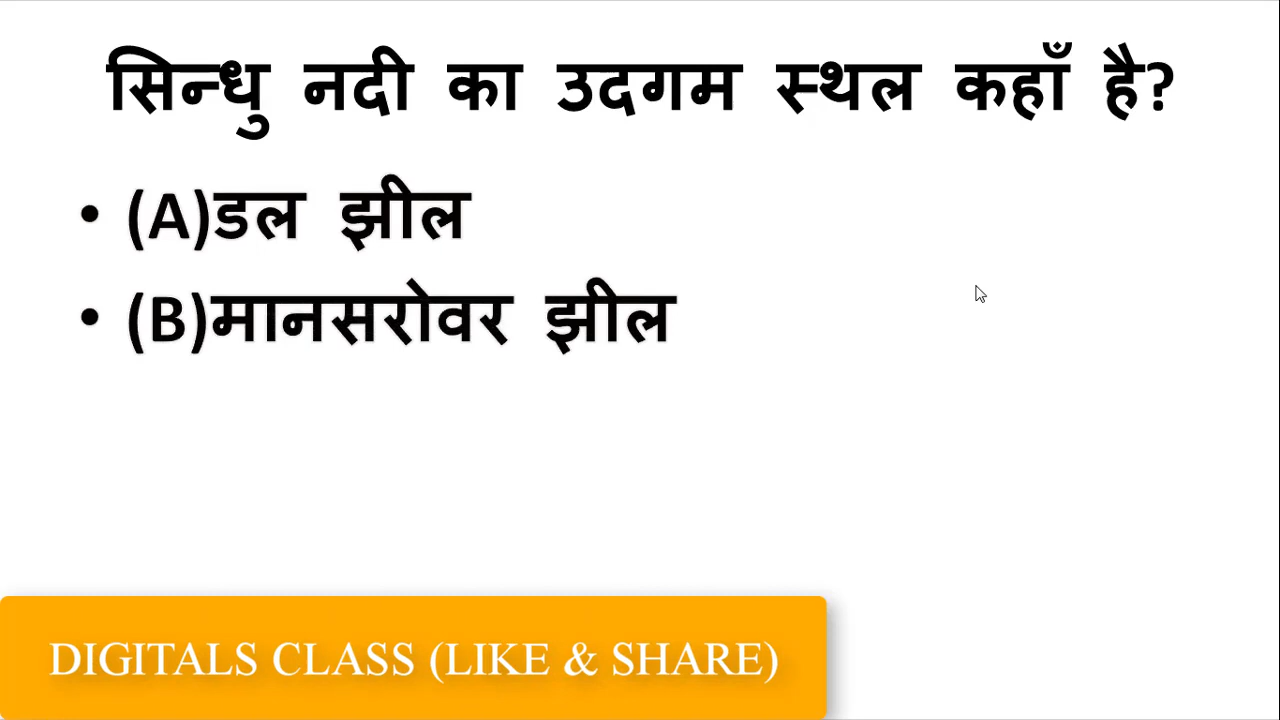 सिन्धु नदी का उदगम स्थल कहाँ है?
• (A)डल झील
• (B)मानसरोवर झील
DIGITALS CLASS (LIKE & SHARE)